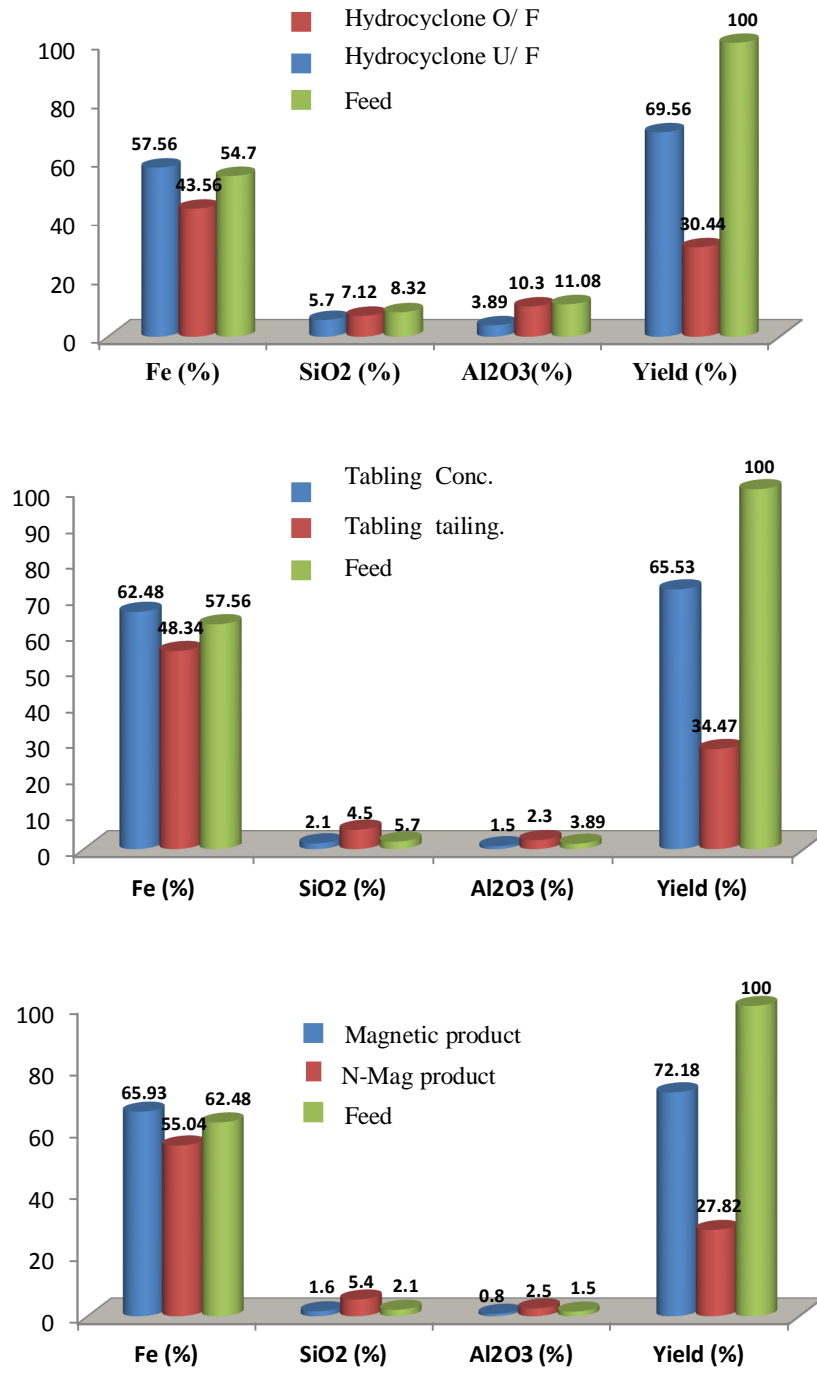 Hydrocyclone O/ F
100
100
Hydrocyclone U/ F
Feed
80
69.56
57.56
54.7
60
43.56
40
30.44
20
5.7
7.12
8.32
3.89
10.3
11.08
0
Fe (%)
SiO2 (%)
Al2O3(%)
Yield (%)
Tabling Conc.
100
100
Tabling tailing.
90
Feed
80
70
62.48
48.34
57.56
65.53
60
50
40
34.47
30
20
10
2.1
4.5
5.7
1.5
2.3
3.89
0
Fe (%)
SiO2 (%)
Al2O3 (%)
Yield (%)
100
100
Magnetic product
N-Mag product
Feed
80
65.93
55.04
62.48
72.18
60
40
27.82
20
1.6
5.4
2.1
0.8
2.5
1.5
0
Fe (%)
SiO2 (%)
Al2O3 (%)
Yield (%)